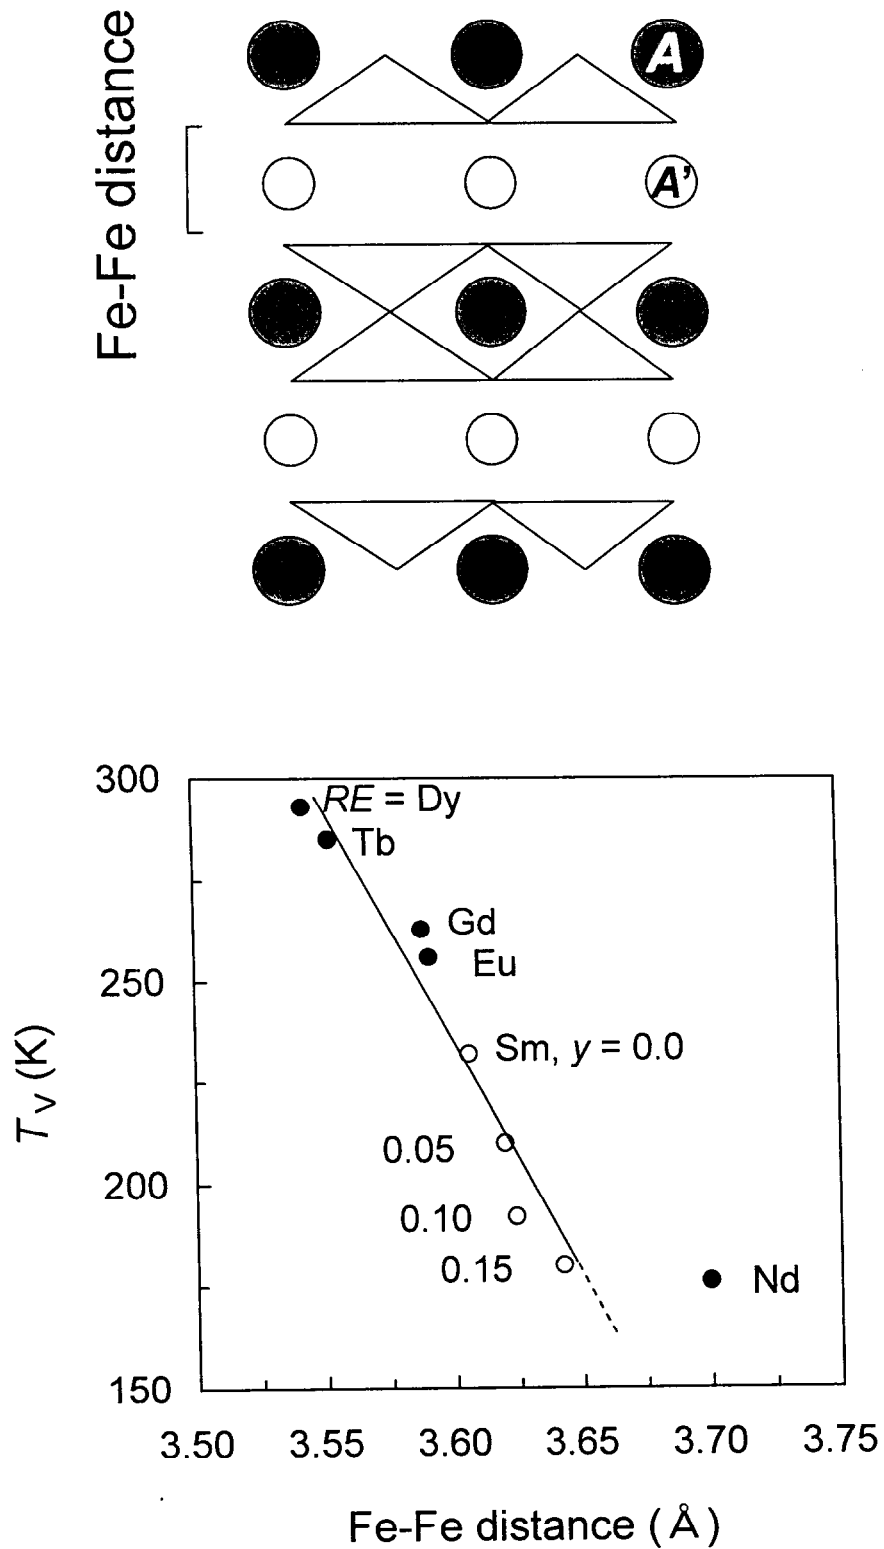 Fe-Fe distance
A
A'
300
250
200
150
T_V (K)
RE = Dy
Tb
Gd
Eu
Sm, y = 0.0
0.05
0.10
0.15
Nd
3.50 3.55 3.60 3.65 3.70 3.75
Fe-Fe distance (Å)